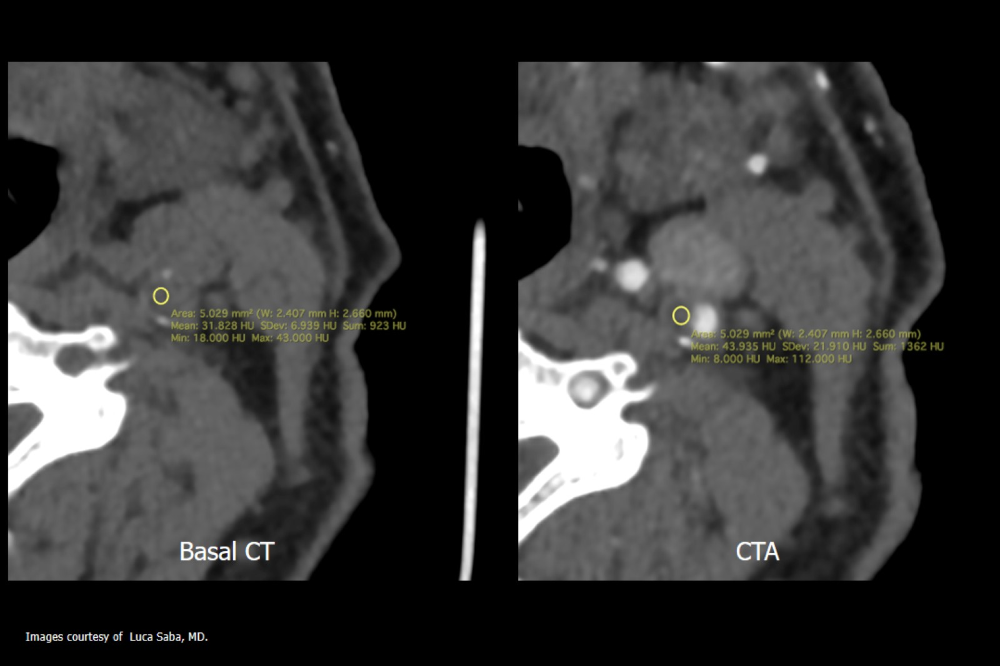 Area: 5.029 mm² (W: 2.407 mm H: 2.660 mm)
Mean: 31.828 HU SDev: 6.939 HU Sum: 923 HU
Min: 18.000 HU Max: 43.000 HU
Area: 5.029 mm² (W: 2.407 mm H: 2.660 mm)
Mean: 43.935 HU SDev: 21.910 HU Sum: 1362 HU
Min: 8.000 HU Max: 112.000 HU
Basal CT
CTA
Images courtesy of Luca Saba, MD.